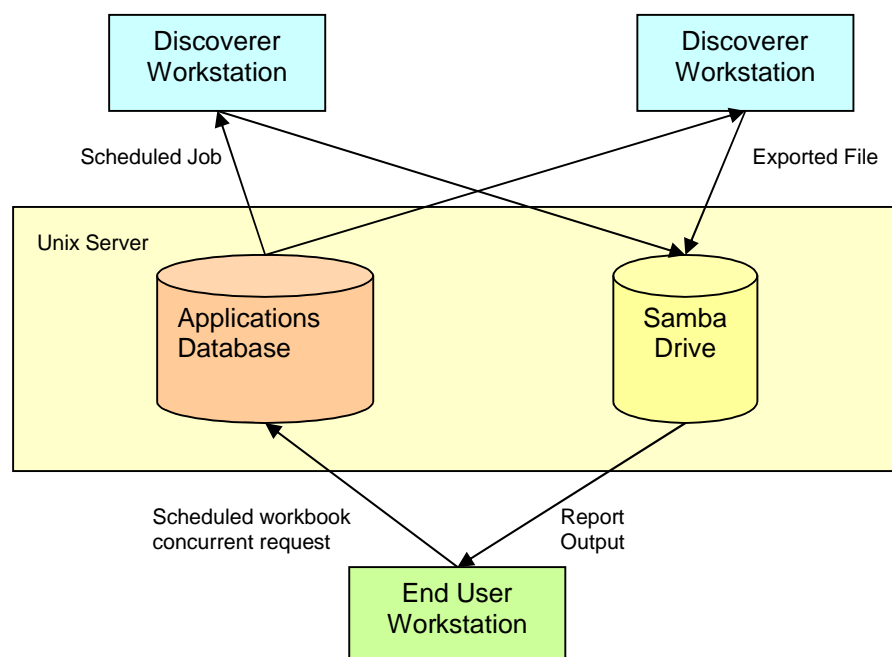 Discoverer
Workstation
Discoverer
Workstation
Scheduled Job
Exported File
Unix Server
Applications
Database
Samba
Drive
Scheduled workbook
concurrent request
Report
Output
End User
Workstation